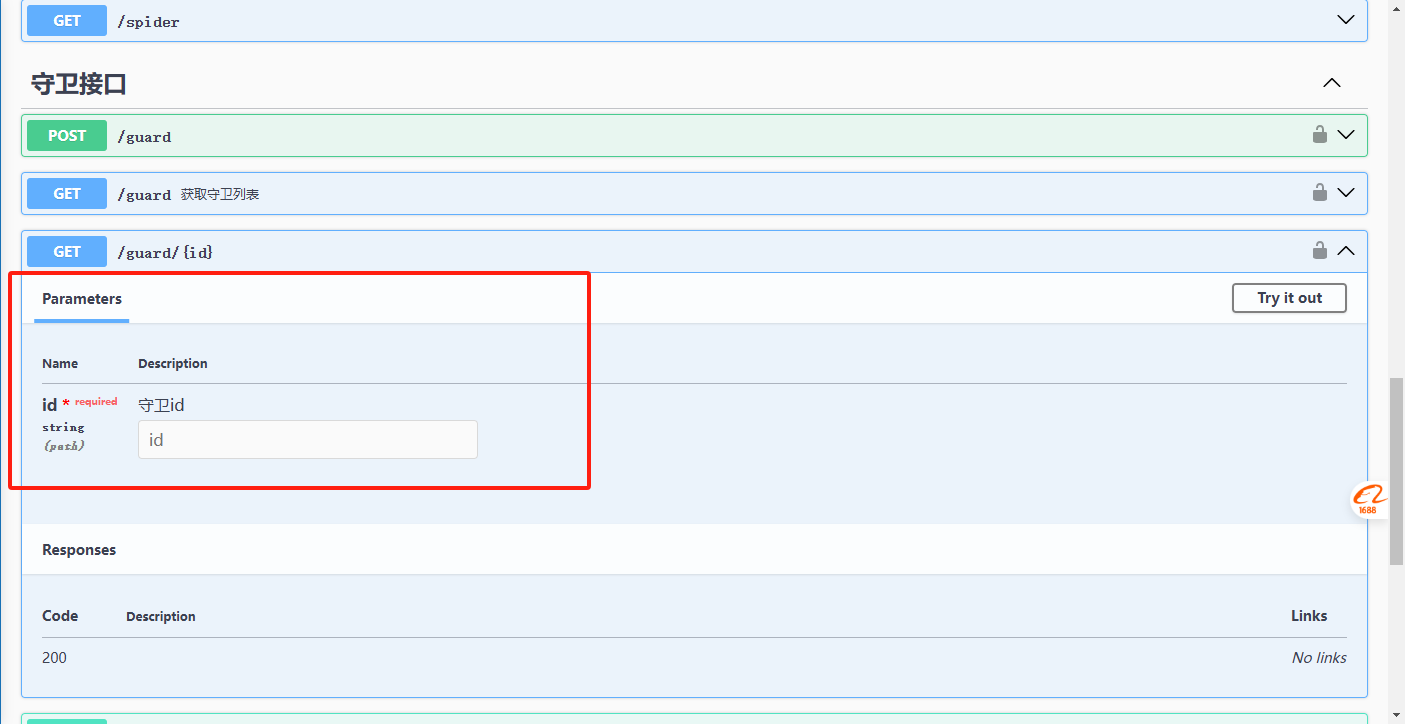 GET /spider
守卫接口
POST /guard
GET /guard 获取守卫列表
GET /guard/{id}
Parameters
Try it out
Name Description
id * required 守卫id
string
(path)
id
1688
Responses
Code Description Links
200 No links